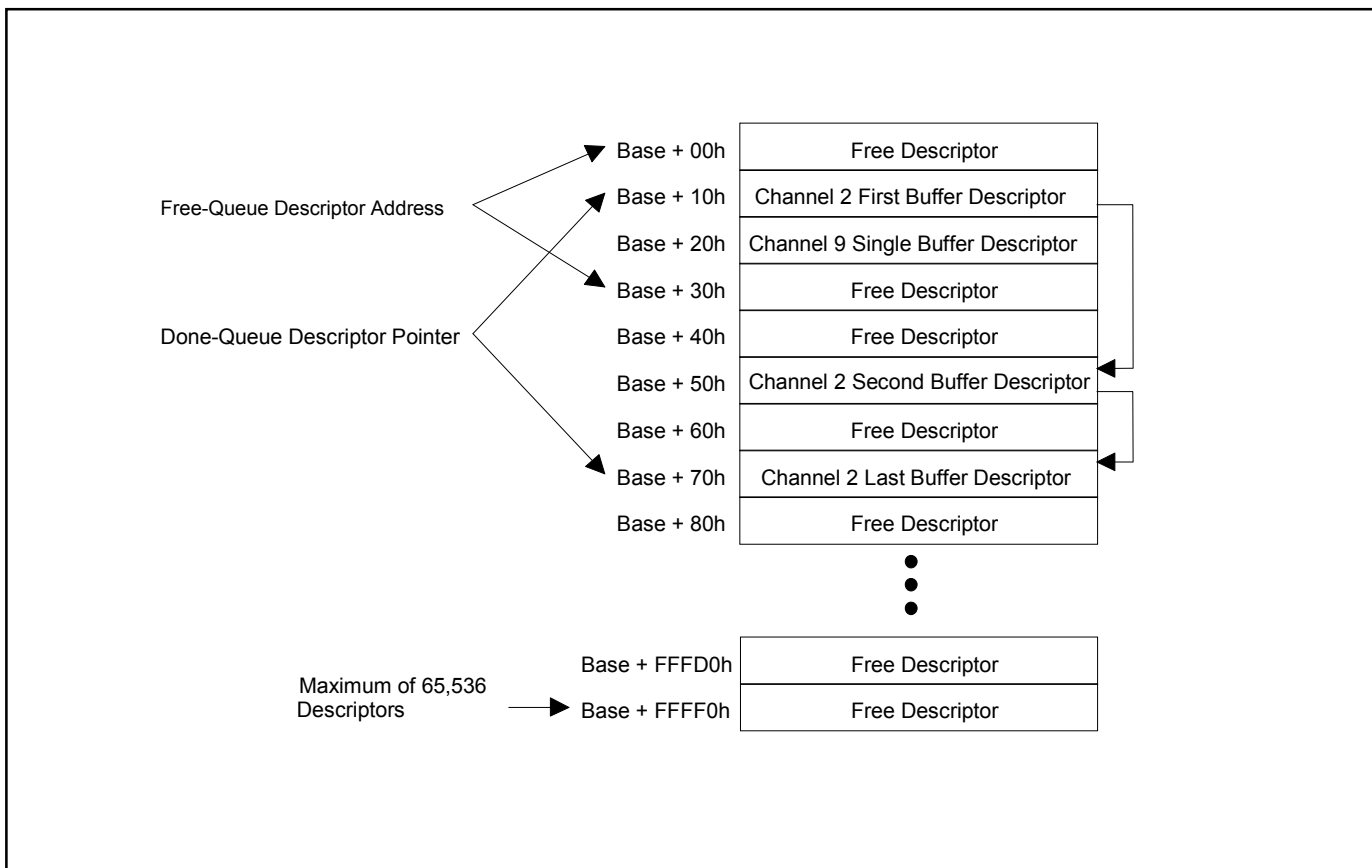 Base + 00h Free Descriptor
Base + 10h Channel 2 First Buffer Descriptor
Free-Queue Descriptor Address
Base + 20h Channel 9 Single Buffer Descriptor
Base + 30h Free Descriptor
Done-Queue Descriptor Pointer
Base + 40h Free Descriptor
Base + 50h Channel 2 Second Buffer Descriptor
Base + 60h Free Descriptor
Base + 70h Channel 2 Last Buffer Descriptor
Base + 80h Free Descriptor
Base + FFFD0h Free Descriptor
Maximum of 65,536
Descriptors
Base + FFFF0h Free Descriptor